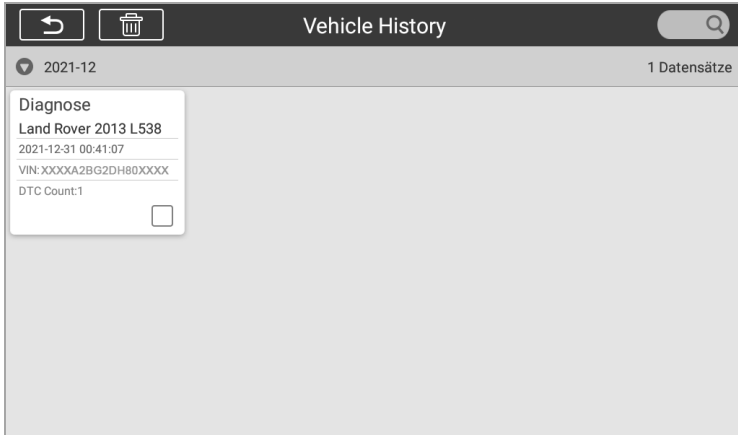 Vehicle History
2021-12
1 Datensätze
Diagnose
Land Rover 2013 L538
2021-12-31 00:41:07
VIN:XXXXA2BG2DH80XXXX
DTC Count:1